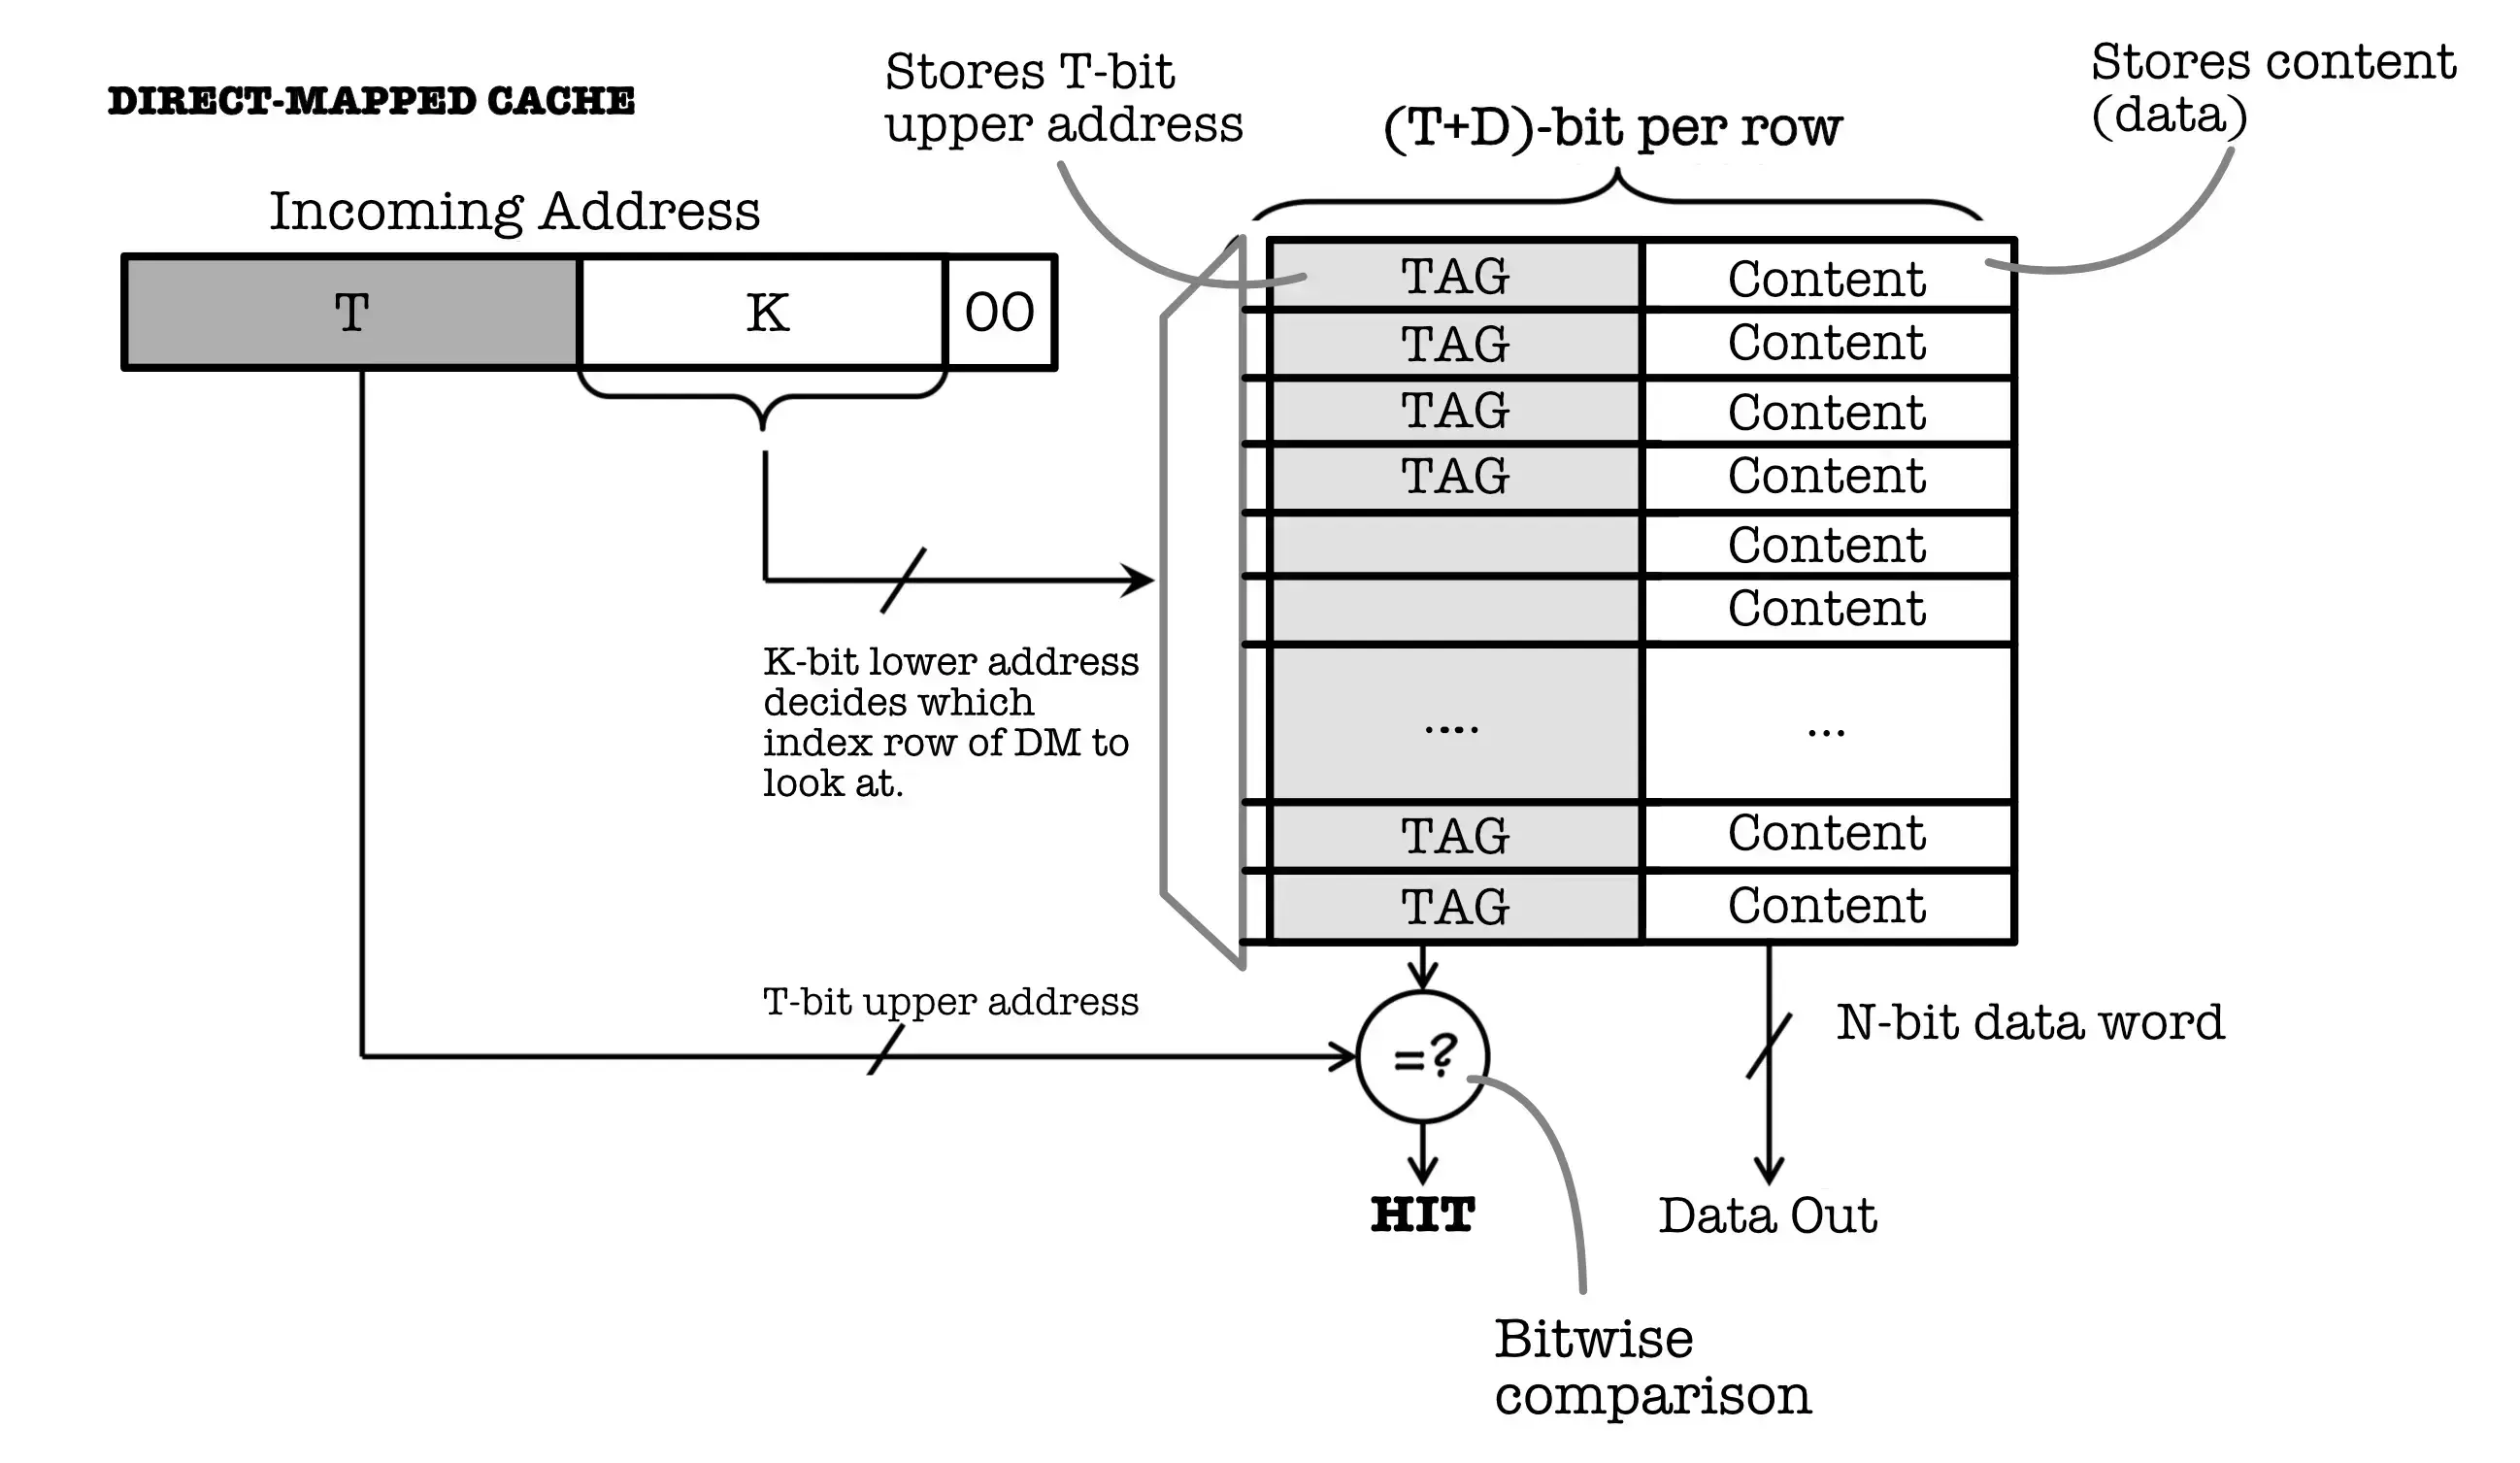 DIRECT-MAPPED CACHE
Stores T-bit
upper address
(T+D)-bit per row
Stores content
(data)
Incoming Address
T
K
00
TAG
Content
TAG
Content
TAG
Content
TAG
Content
Content
Content
....
...
TAG
Content
TAG
Content
K-bit lower address
decides which
index row of DM to
look at.
T-bit upper address
=?
N-bit data word
HIT
Data Out
Bitwise
comparison